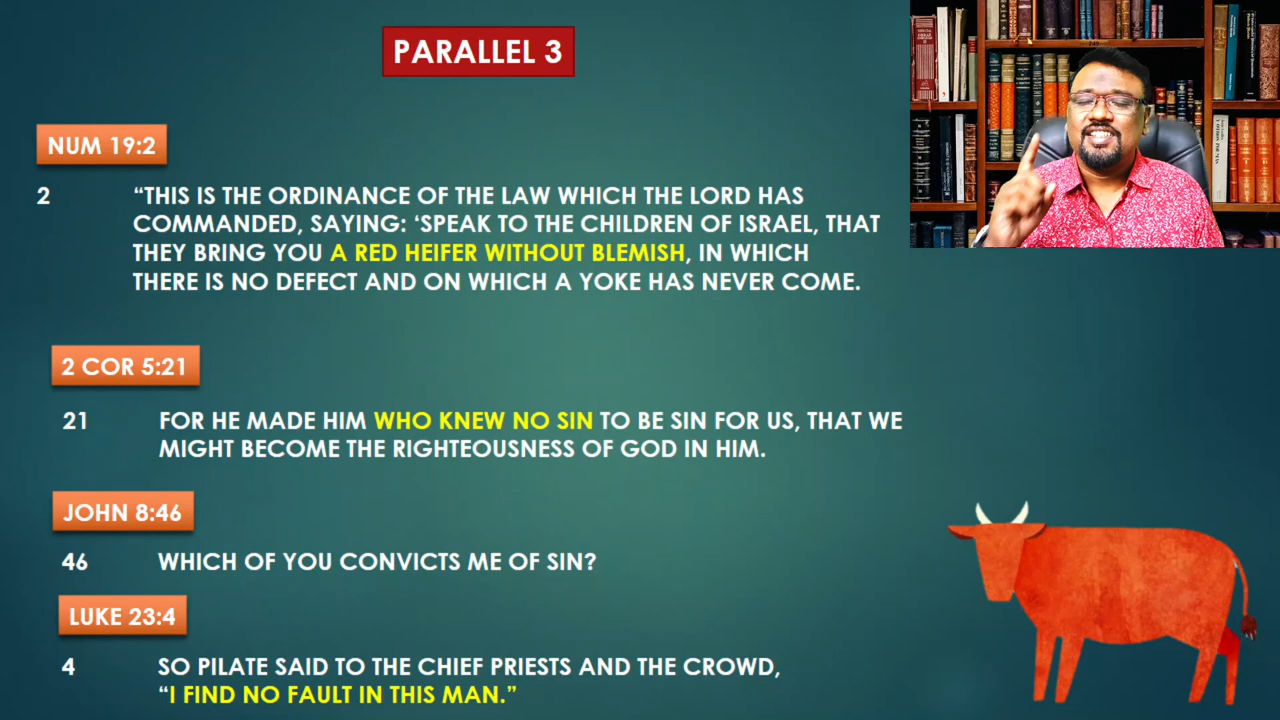 PARALLEL 3
NUM 19:2
2 “THIS IS THE ORDINANCE OF THE LAW WHICH THE LORD HAS
COMMANDED, SAYING: ‘SPEAK TO THE CHILDREN OF ISRAEL, THAT
THEY BRING YOU A RED HEIFER WITHOUT BLEMISH, IN WHICH
THERE IS NO DEFECT AND ON WHICH A YOKE HAS NEVER COME.
2 COR 5:21
21 FOR HE MADE HIM WHO KNEW NO SIN TO BE SIN FOR US, THAT WE
MIGHT BECOME THE RIGHTEOUSNESS OF GOD IN HIM.
JOHN 8:46
46 WHICH OF YOU CONVICTS ME OF SIN?
LUKE 23:4
4 SO PILATE SAID TO THE CHIEF PRIESTS AND THE CROWD,
“I FIND NO FAULT IN THIS MAN.”